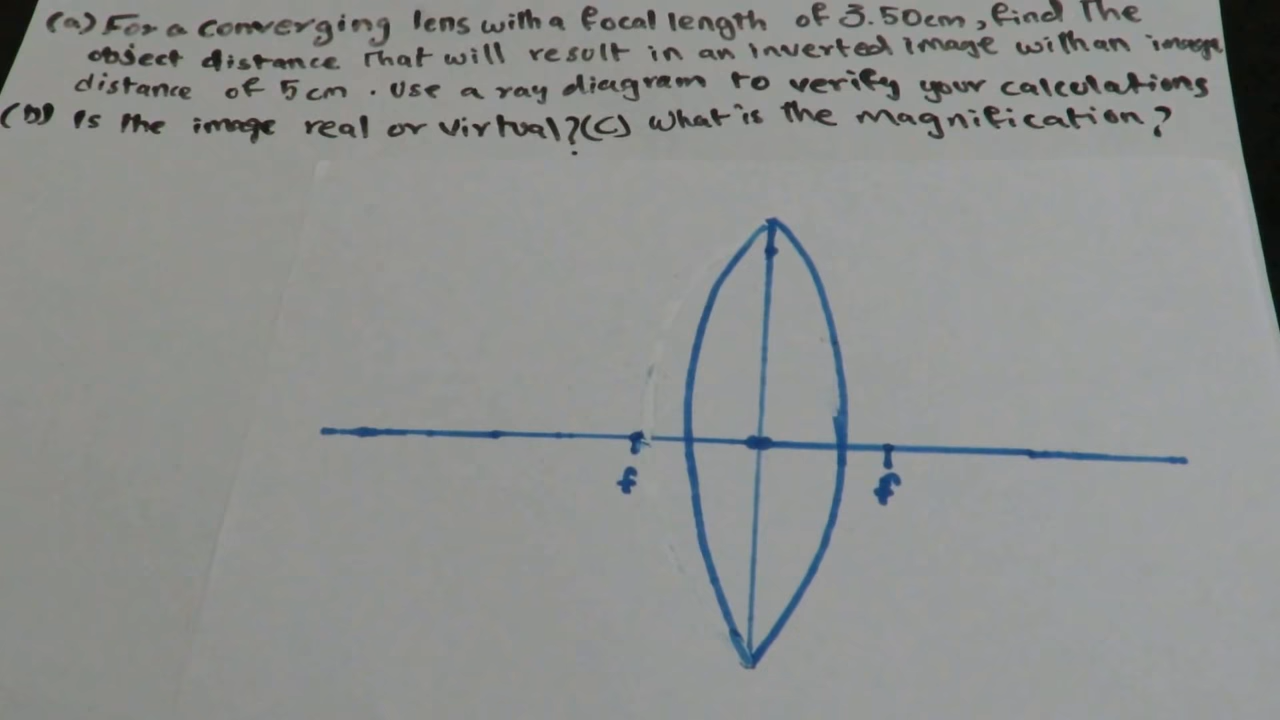 (a) For a converging lens with a focal length of 3.50cm, find The
object distance That will result in an inverted image with an image
distance of 5cm. Use a ray diagram to verify your calculations
(b) Is the image real or virtual? (C) What is the magnification?
f
f